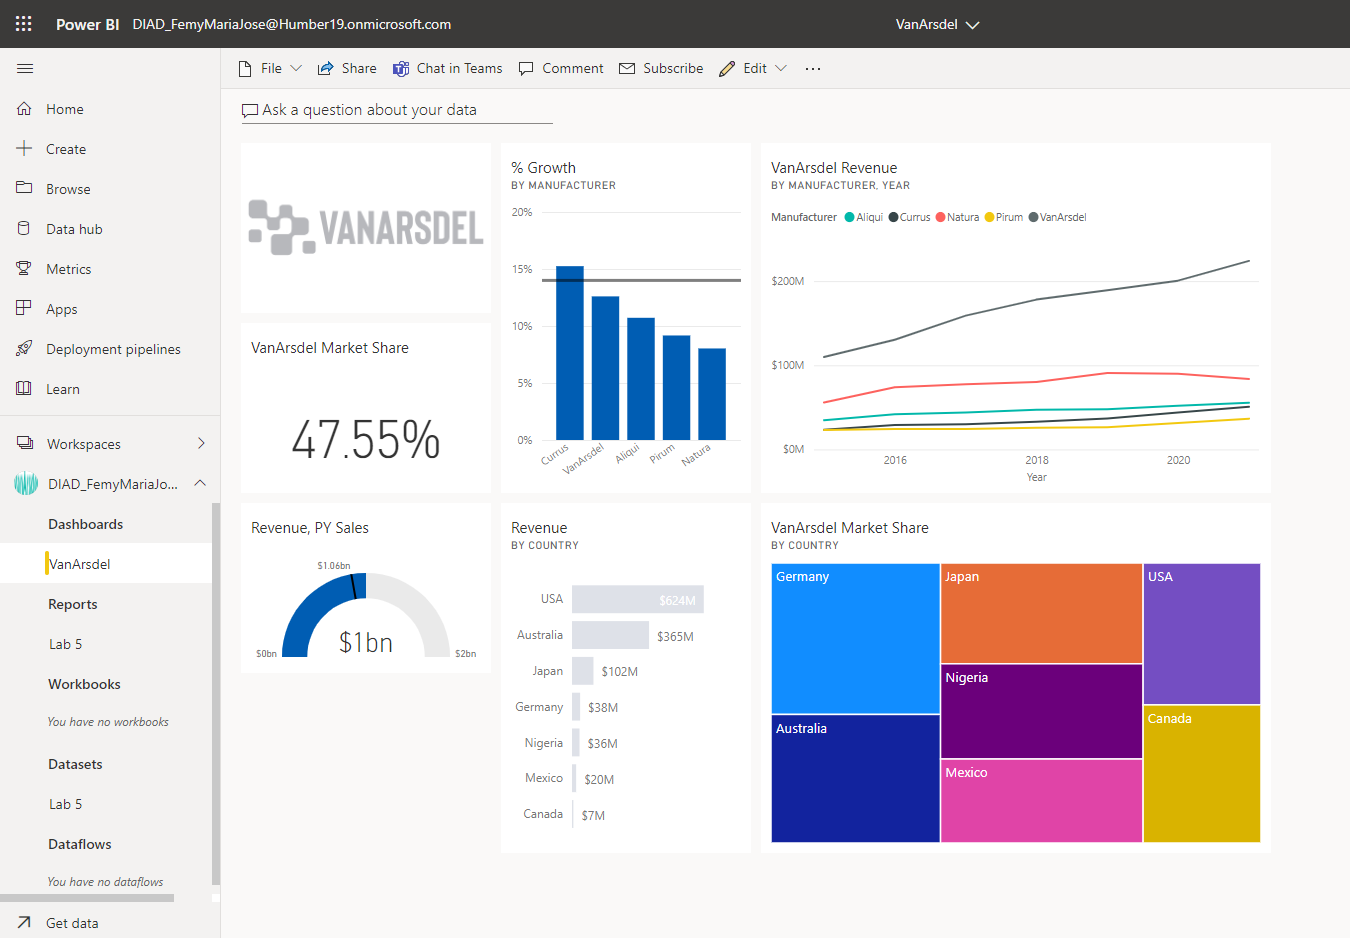 Power BI DIAD_FemyMariaJose@Humber19.onmicrosoft.com VanArsdel
File Share Chat in Teams Comment Subscribe Edit ...
Ask a question about your data
Home
Create
Browse
Data hub
Metrics
Apps
Deployment pipelines
Learn
Workspaces
DIAD_FemyMariaJo...
Dashboards
VanArsdel
Reports
Lab 5
Workbooks
You have no workbooks
Datasets
Lab 5
Dataflows
You have no dataflows
Get data
VANARSDEL
VanArsdel Market Share
47.55%
Revenue, PY Sales
$1.06bn
$1bn
$0bn $2bn
% Growth
BY MANUFACTURER
20%
15%
10%
5%
0%
Currus VanArsdel Aliqui Pirum Natura
Revenue
BY COUNTRY
USA $624M
Australia $365M
Japan $102M
Germany $38M
Nigeria $36M
Mexico $20M
Canada $7M
VanArsdel Revenue
BY MANUFACTURER, YEAR
Manufacturer Aliqui Currus Natura Pirum VanArsdel
$200M
$100M
$0M
2016 2018 2020
Year
VanArsdel Market Share
BY COUNTRY
Germany Japan USA
Nigeria
Canada
Australia
Mexico